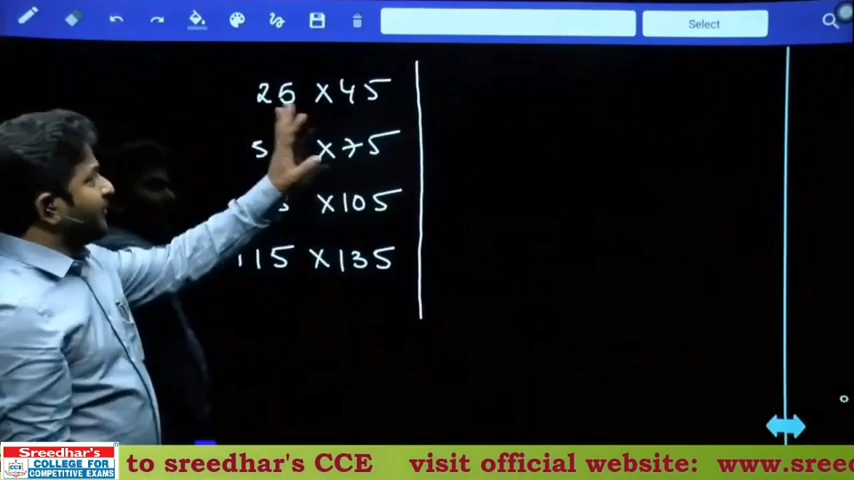 Select
25 × 45
× 75
× 105
115 × 135
Sreedhar's
CCE
COLLEGE FOR
COMPETITIVE EXAMS
to sreedhar's CCE visit official website: www.sree